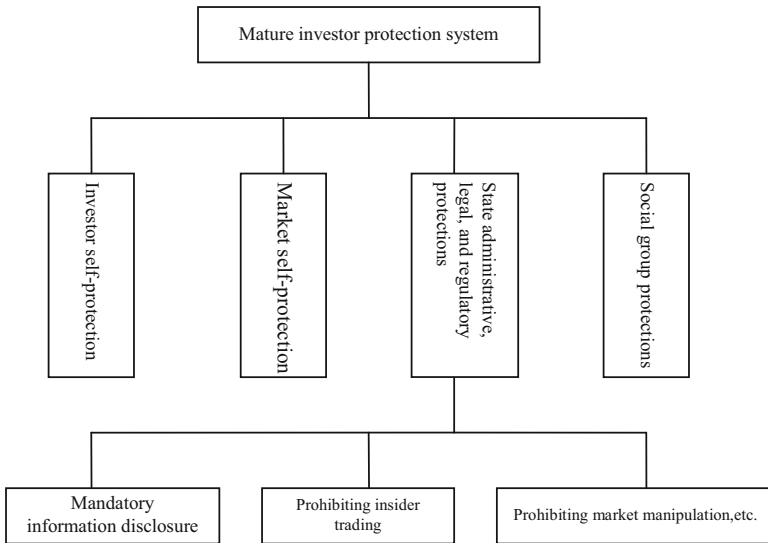 Mature investor protection system
Investor self-protection
Market self-protection
State administrative,
legal, and regulatory
protections
Social group protections
Mandatory
information disclosure
Prohibiting insider
trading
Prohibiting market manipulation,etc.